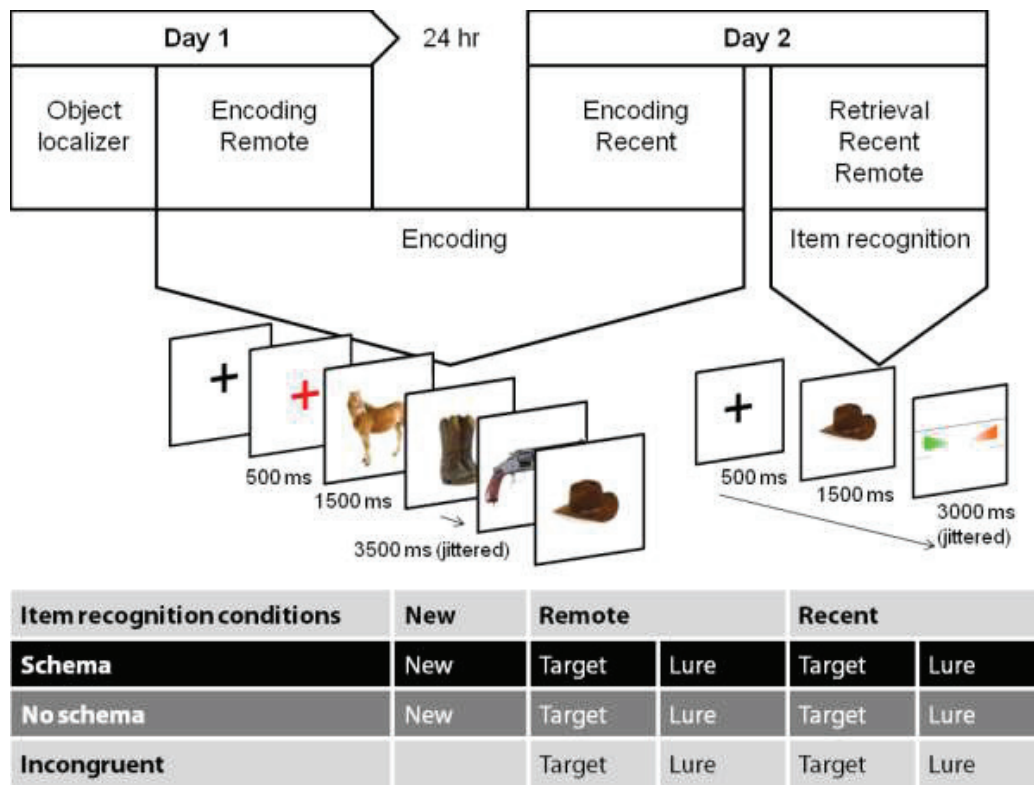 Day 1
24 hr
Day 2
Object
localizer
Encoding
Remote
Encoding
Recent
Retrieval
Recent
Remote
Encoding
Item recognition
500 ms
1500 ms
3500 ms (jittered)
500 ms
1500 ms
3000 ms
(jittered)
Item recognition conditions New Remote Recent
Schema New Target Lure Target Lure
No schema New Target Lure Target Lure
Incongruent Target Lure Target Lure